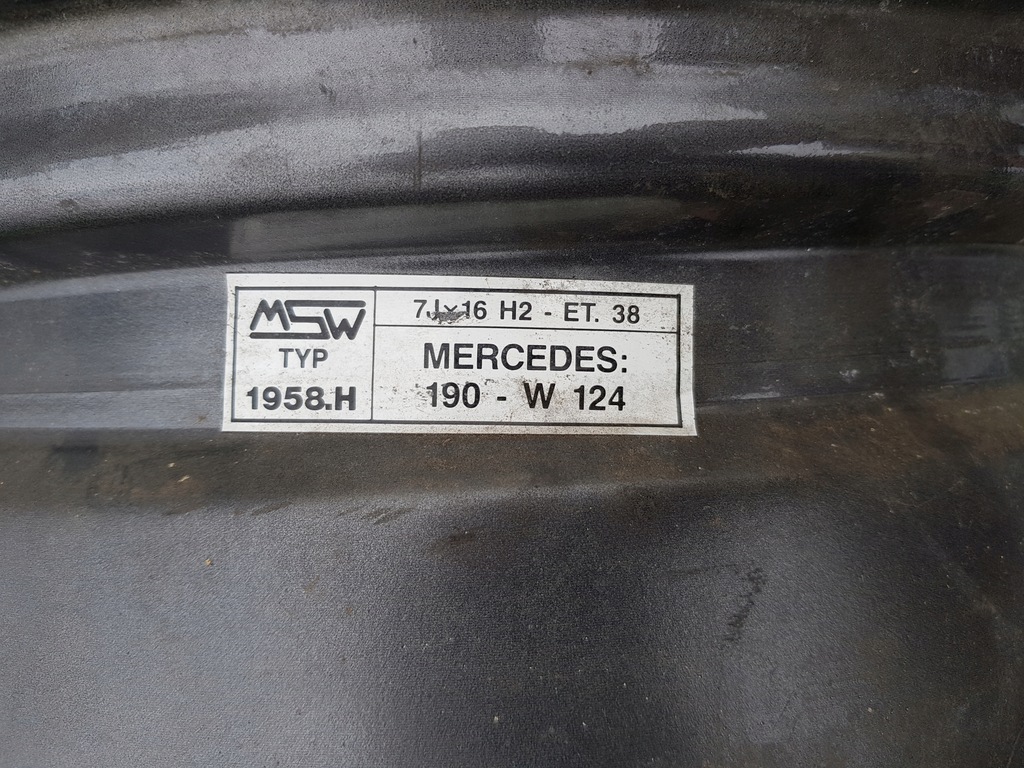 MSW
TYP
1958.H
7J x 16 H2 - ET. 38
MERCEDES:
190 - W 124